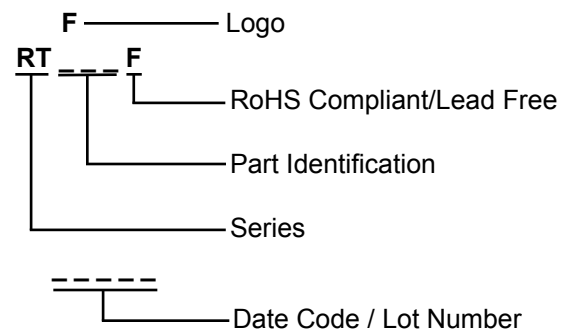 F Logo
RT _ _ _ F
RoHS Compliant/Lead Free
Part Identification
Series
_ _ _ _ _ _
Date Code / Lot Number